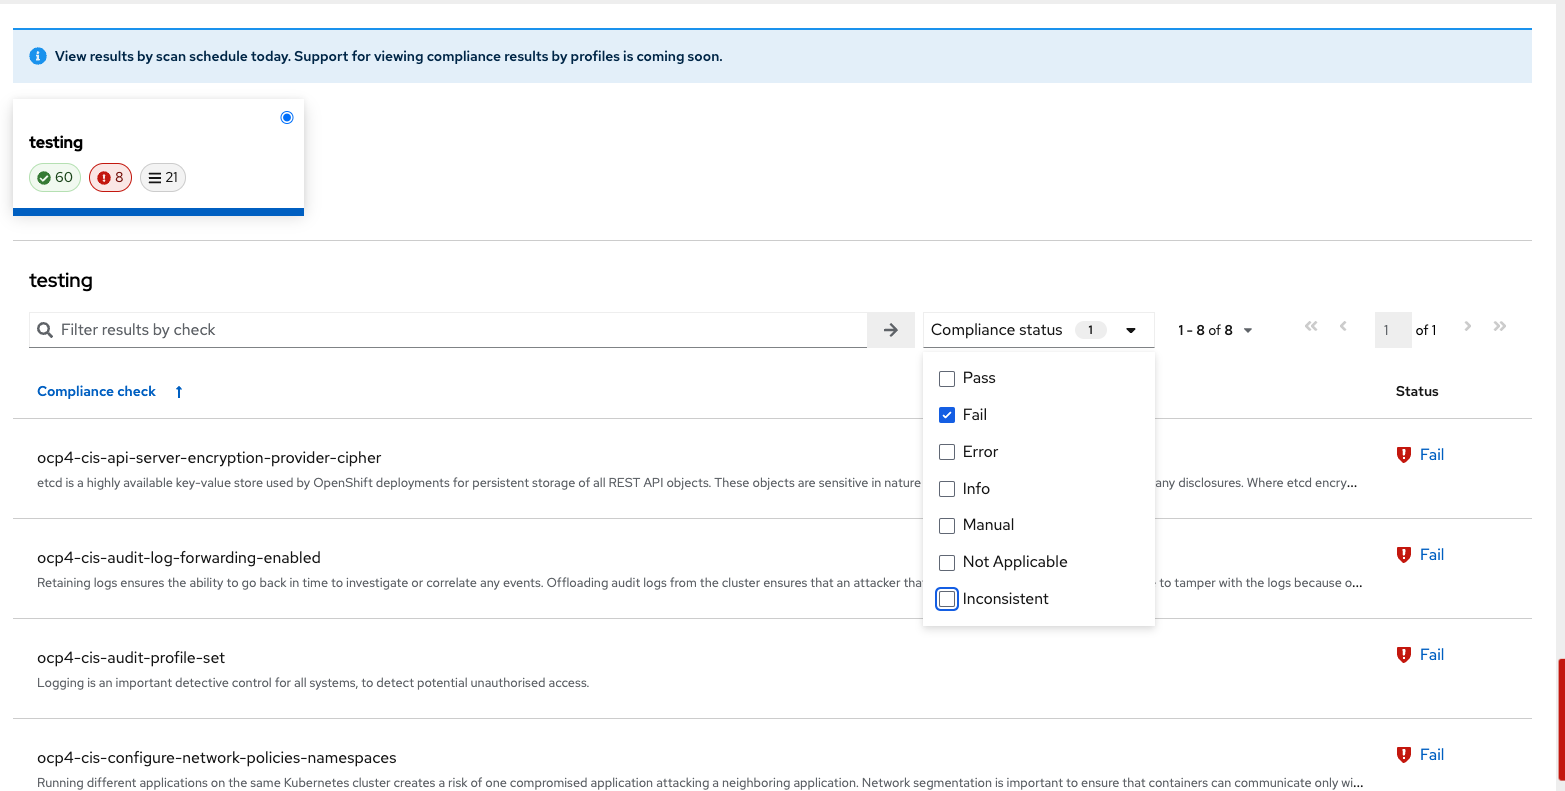 View results by scan schedule today. Support for viewing compliance results by profiles is coming soon.
testing
60 8 21
testing
Filter results by check
Compliance status 1
1 - 8 of 8
1 of 1
Compliance check
Status
Pass
Fail
Error
Info
Manual
Not Applicable
Inconsistent
ocp4-cis-api-server-encryption-provider-cipher
Fail
etcd is a highly available key-value store used by OpenShift deployments for persistent storage of all REST API objects. These objects are sensitive in nature any disclosures. Where etcd encry...
ocp4-cis-audit-log-forwarding-enabled
Fail
Retaining logs ensures the ability to go back in time to investigate or correlate any events. Offloading audit logs from the cluster ensures that an attacker tha to tamper with the logs because o...
ocp4-cis-audit-profile-set
Fail
Logging is an important detective control for all systems, to detect potential unauthorised access.
ocp4-cis-configure-network-policies-namespaces
Fail
Running different applications on the same Kubernetes cluster creates a risk of one compromised application attacking a neighboring application. Network segmentation is important to ensure that containers can communicate only wi...